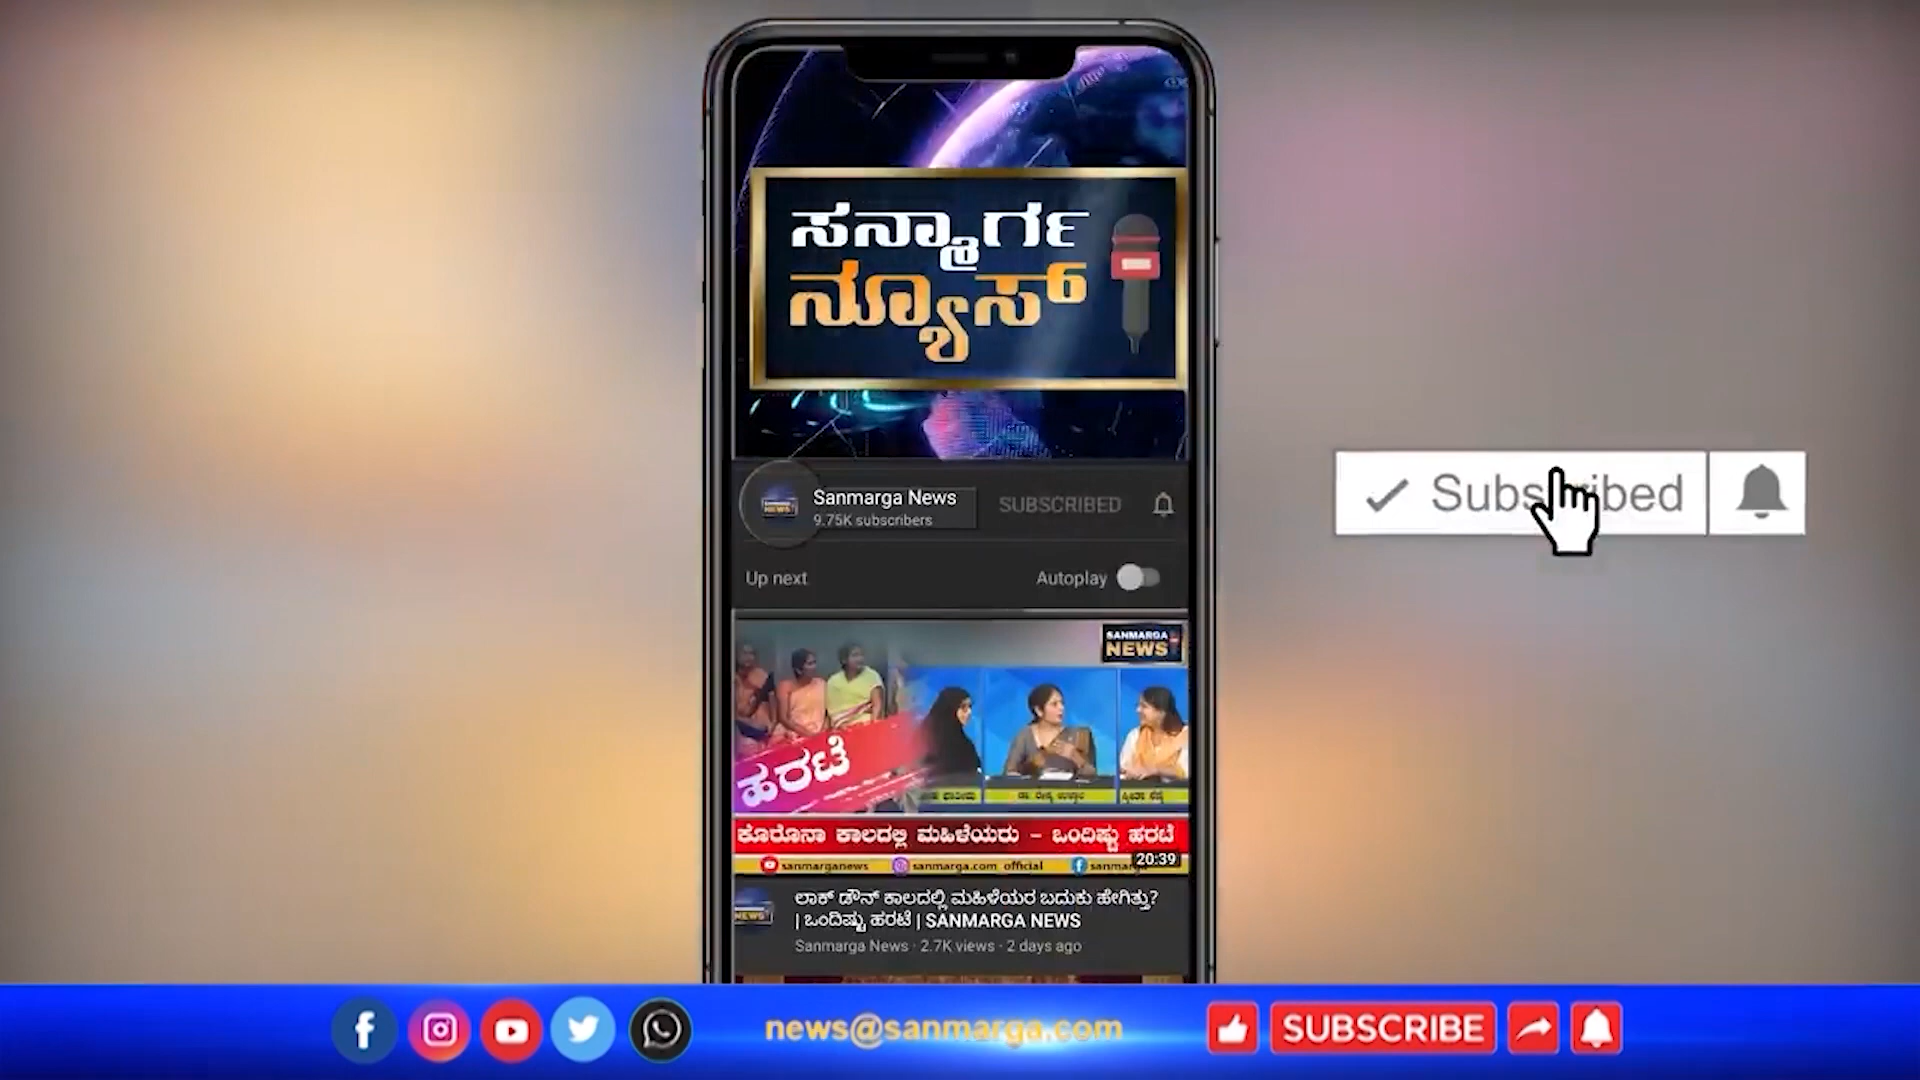 ಸನ್ಮಾರ್ಗ
ನ್ಯೂಸ್
Sanmarga News
9.75K subscribers
SUBSCRIBED
Subscribed
Up next
Autoplay
SANMARGA
NEWS
ಹರಟೆ
ಕೊರೊನಾ ಕಾಲದಲ್ಲಿ ಮಹಿಳೆಯರು - ಒಂದಿಷ್ಟು ಹರಟೆ
sanmarganews
sanmarga.com_official
20:39
ಲಾಕ್ ಡೌನ್ ಕಾಲದಲ್ಲಿ ಮಹಿಳೆಯರ ಬದುಕು ಹೇಗಿತ್ತು?
| ಒಂದಿಷ್ಟು ಹರಟೆ | SANMARGA NEWS
Sanmarga News · 2.7K views · 2 days ago
news@sanmarga.com
SUBSCRIBE